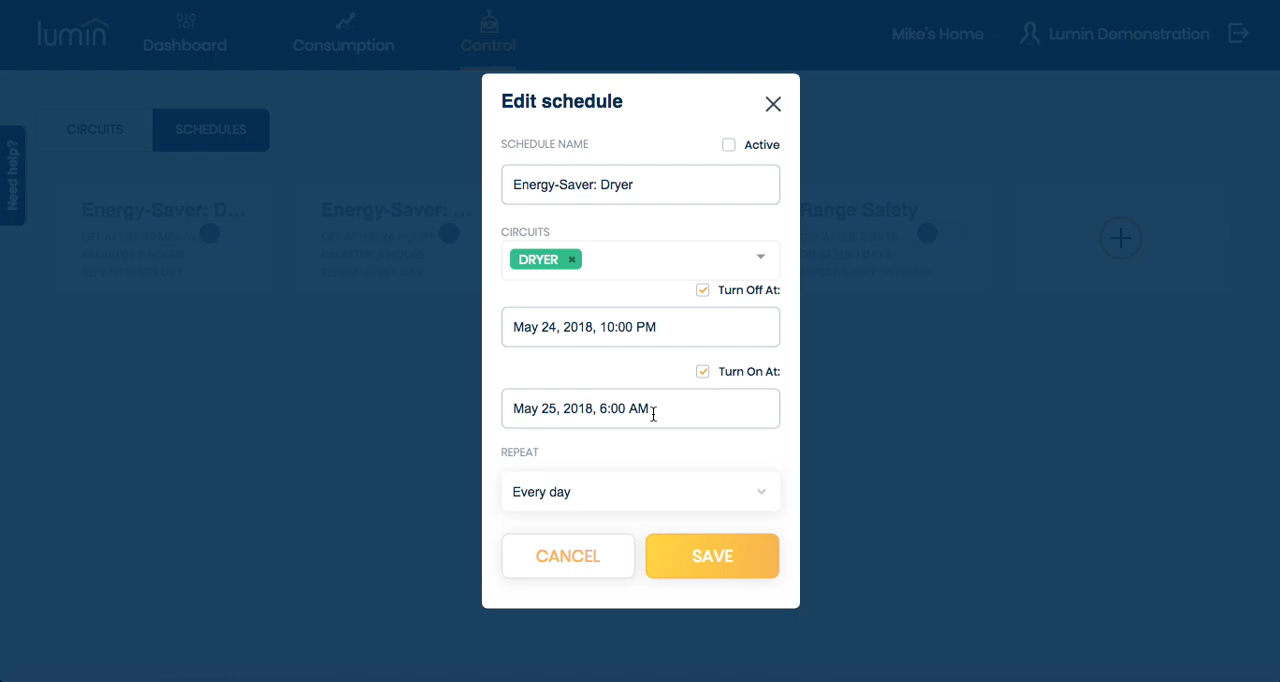 lumin
Dashboard
Consumption
Control
Mike's Home
Lumin Demonstration
CIRCUITS
SCHEDULES
Need help?
Energy-Saver: D...
Energy-Saver: ...
Range Safety
Edit schedule
SCHEDULE NAME
Active
Energy-Saver: Dryer
CIRCUITS
DRYER
Turn Off At:
May 24, 2018, 10:00 PM
Turn On At:
May 25, 2018, 6:00 AM
REPEAT
Every day
CANCEL
SAVE